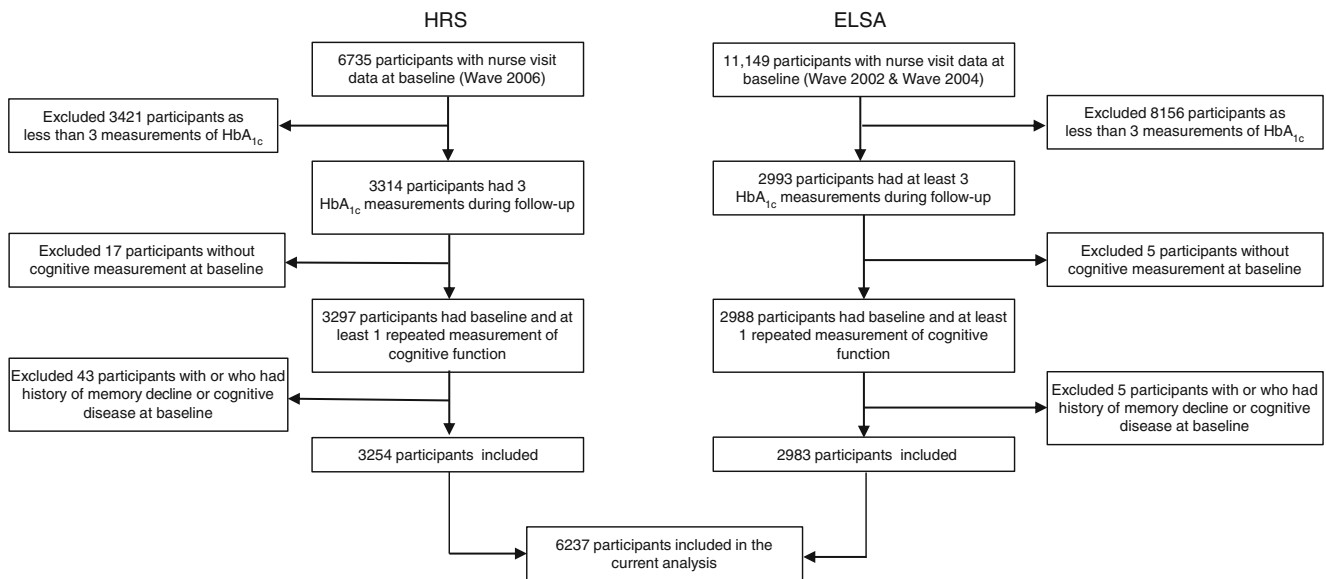 HRS
6735 participants with nurse visit
data at baseline (Wave 2006)
Excluded 3421 participants as
less than 3 measurements of HbA1c
3314 participants had 3
HbA1c measurements during follow-up
Excluded 17 participants without
cognitive measurement at baseline
3297 participants had baseline and at
least 1 repeated measurement of
cognitive function
Excluded 43 participants with or who had
history of memory decline or cognitive
disease at baseline
3254 participants included
ELSA
11,149 participants with nurse visit data at
baseline (Wave 2002 & Wave 2004)
Excluded 8156 participants as
less than 3 measurements of HbA1c
2993 participants had at least 3
HbA1c measurements during follow-up
Excluded 5 participants without
cognitive measurement at baseline
2988 participants had baseline and at least
1 repeated measurement of cognitive
function
Excluded 5 participants with or who had
history of memory decline or cognitive
disease at baseline
2983 participants included
6237 participants included in the
current analysis